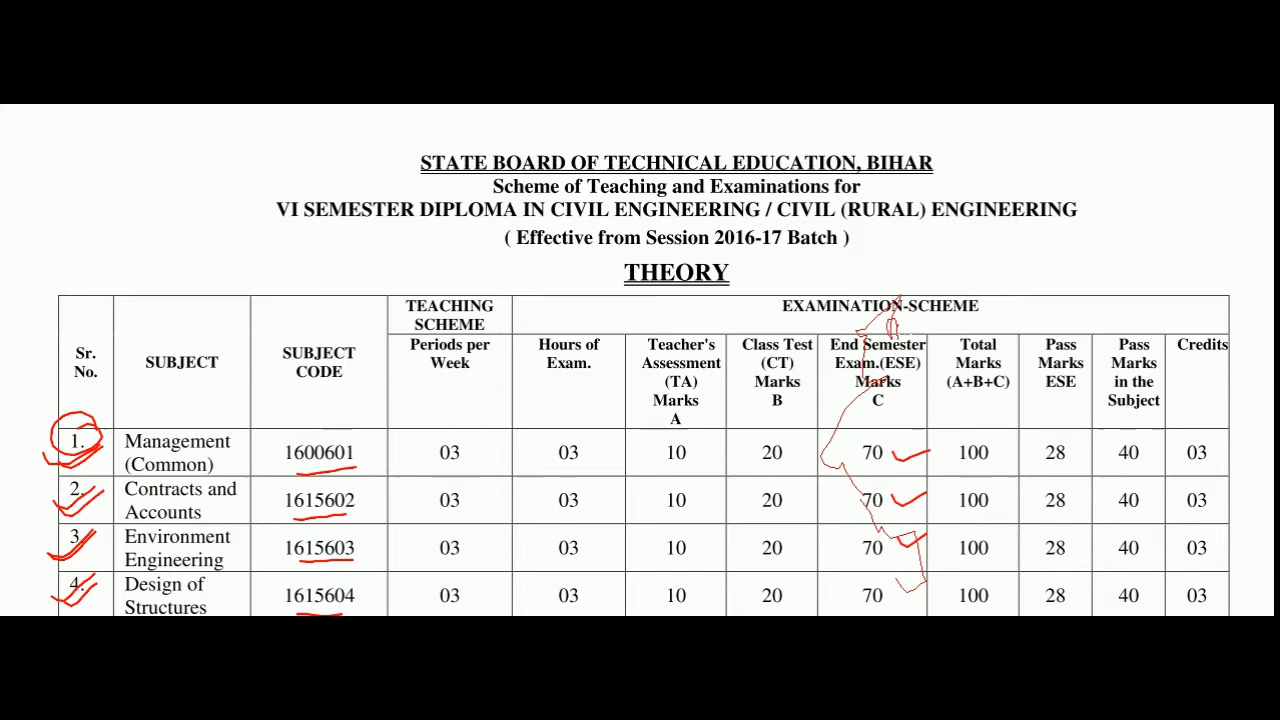 STATE BOARD OF TECHNICAL EDUCATION, BIHAR
Scheme of Teaching and Examinations for
VI SEMESTER DIPLOMA IN CIVIL ENGINEERING / CIVIL (RURAL) ENGINEERING
( Effective from Session 2016-17 Batch )
THEORY
Sr. No. SUBJECT SUBJECT CODE TEACHING SCHEME EXAMINATION-SCHEME
Periods per Week Hours of Exam. Teacher's Assessment (TA) Marks A Class Test (CT) Marks B End Semester Exam.(ESE) Marks C Total Marks (A+B+C) Pass Marks ESE Pass Marks in the Subject Credits
1. Management (Common) 1600601 03 03 10 20 70 100 28 40 03
2. Contracts and Accounts 1615602 03 03 10 20 70 100 28 40 03
3. Environment Engineering 1615603 03 03 10 20 70 100 28 40 03
4. Design of Structures 1615604 03 03 10 20 70 100 28 40 03